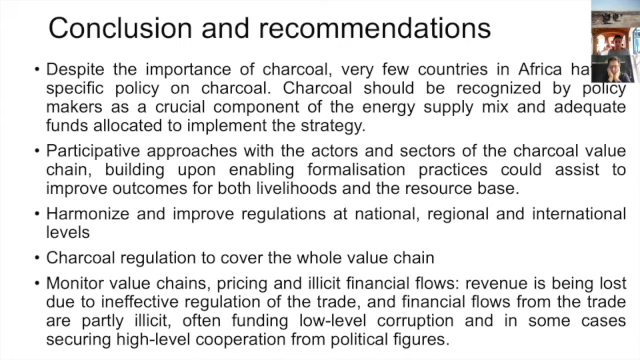 Conclusion and recommendations
• Despite the importance of charcoal, very few countries in Africa ha
specific policy on charcoal. Charcoal should be recognized by policy
makers as a crucial component of the energy supply mix and adequate
funds allocated to implement the strategy.
• Participative approaches with the actors and sectors of the charcoal value
chain, building upon enabling formalisation practices could assist to
improve outcomes for both livelihoods and the resource base.
• Harmonize and improve regulations at national, regional and international
levels
• Charcoal regulation to cover the whole value chain
• Monitor value chains, pricing and illicit financial flows: revenue is being lost
due to ineffective regulation of the trade, and financial flows from the trade
are partly illicit, often funding low-level corruption and in some cases
securing high-level cooperation from political figures.